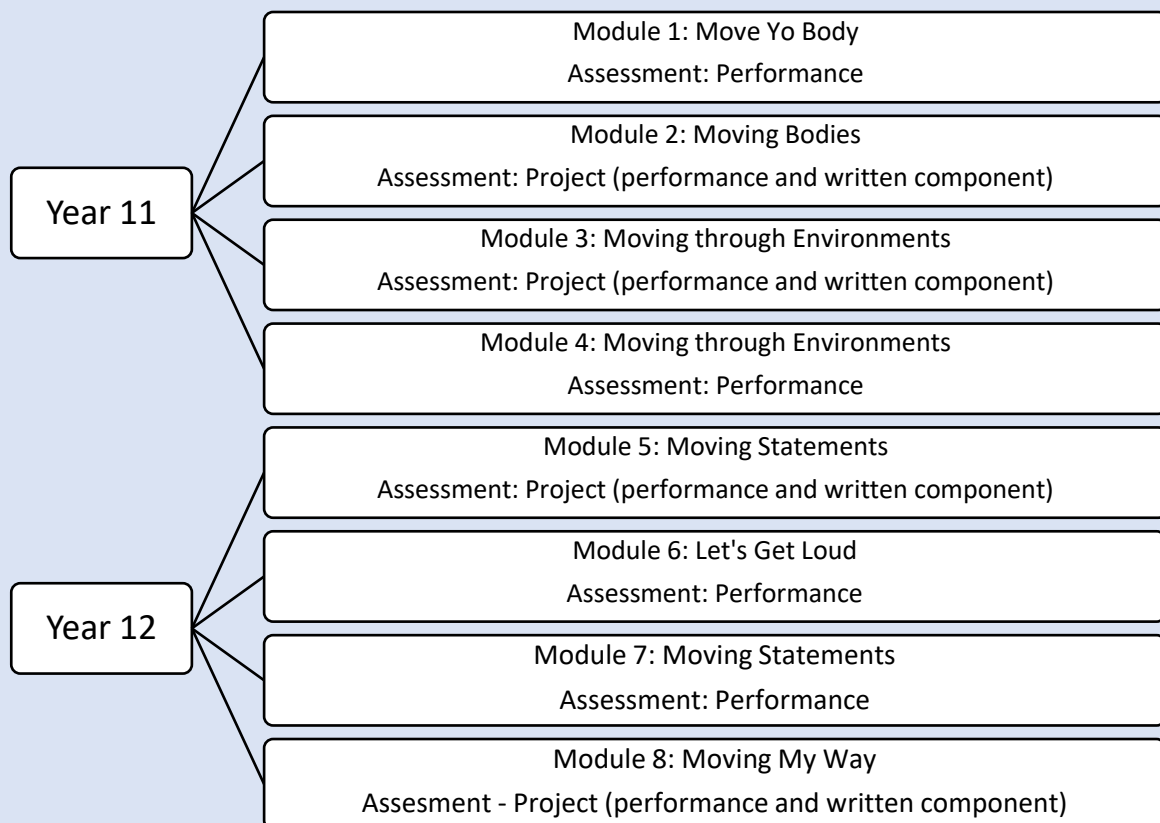 Year 11
Module 1: Move Yo Body
Assessment: Performance
Module 2: Moving Bodies
Assessment: Project (performance and written component)
Module 3: Moving through Environments
Assessment: Project (performance and written component)
Module 4: Moving through Environments
Assessment: Performance
Year 12
Module 5: Moving Statements
Assessment: Project (performance and written component)
Module 6: Let's Get Loud
Assessment: Performance
Module 7: Moving Statements
Assessment: Performance
Module 8: Moving My Way
Assesment - Project (performance and written component)